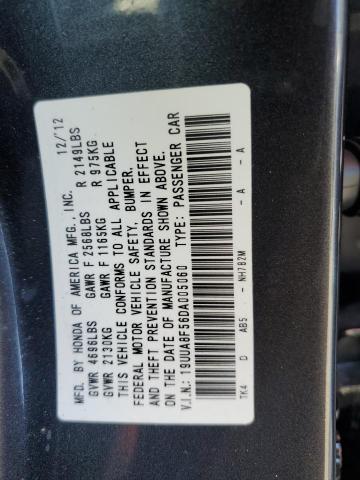 MFD. BY HONDA OF AMERICA MFG., INC. 12/'12
GVWR 4696LBS GAWR F 2568LBS R 2149LBS
GVWR 2130KG GAWR F 1165KG R 975KG
THIS VEHICLE CONFORMS TO ALL APPLICABLE
FEDERAL MOTOR VEHICLE SAFETY, BUMPER,
AND THEFT PREVENTION STANDARDS IN EFFECT
ON THE DATE OF MANUFACTURE SHOWN ABOVE.
V.I.N.: 19UUA8F56DA005060 TYPE: PASSENGER CAR
TK4 D AB5 - NH782M - A - A